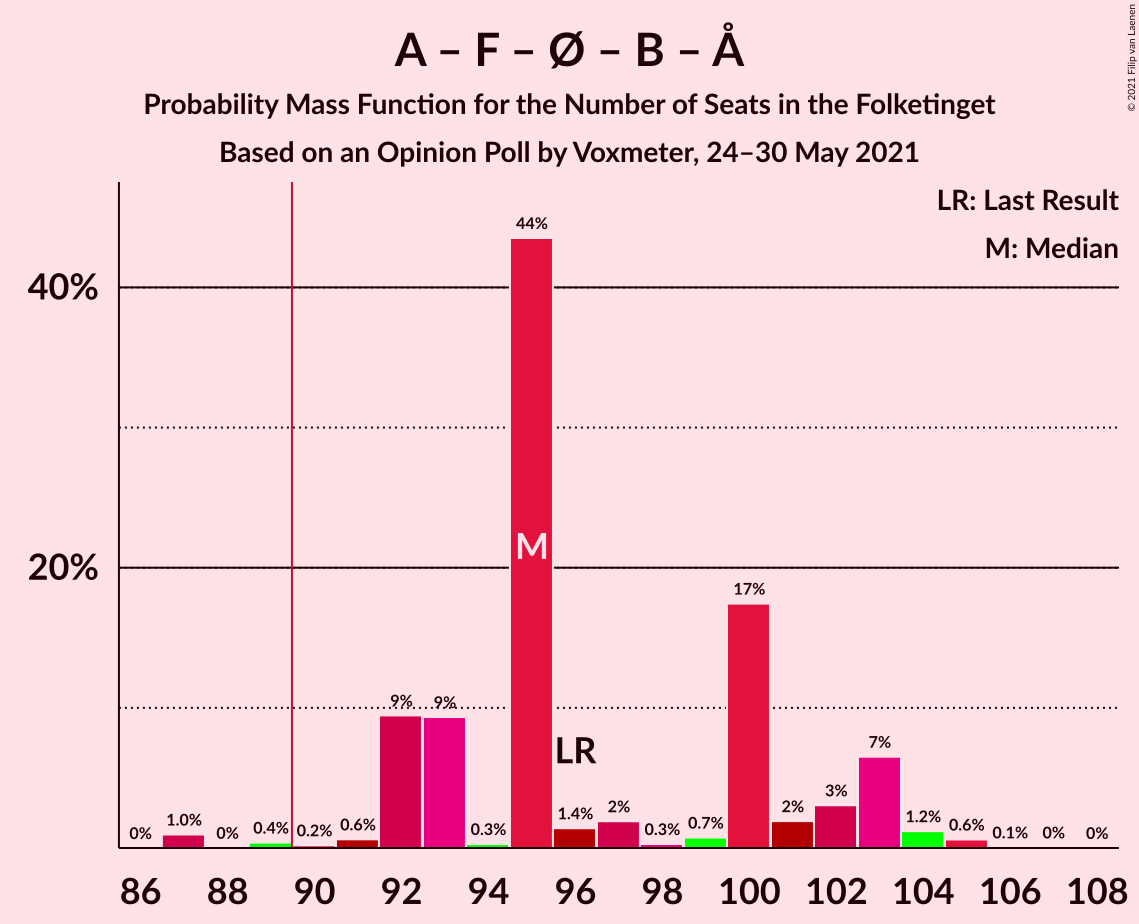 A – F – Ø – B – Å
Probability Mass Function for the Number of Seats in the Folketinget
Based on an Opinion Poll by Voxmeter, 24–30 May 2021
© 2021 Filip van Laenen
LR: Last Result
M: Median
40%
20%
0%
1.0%
0%
0.4%
0.2%
0.6%
9%
9%
0.3%
44%
M
LR
1.4%
2%
0.3%
0.7%
17%
2%
3%
7%
1.2%
0.6%
0.1%
0%
0%
86 88 90 92 94 96 98 100 102 104 106 108